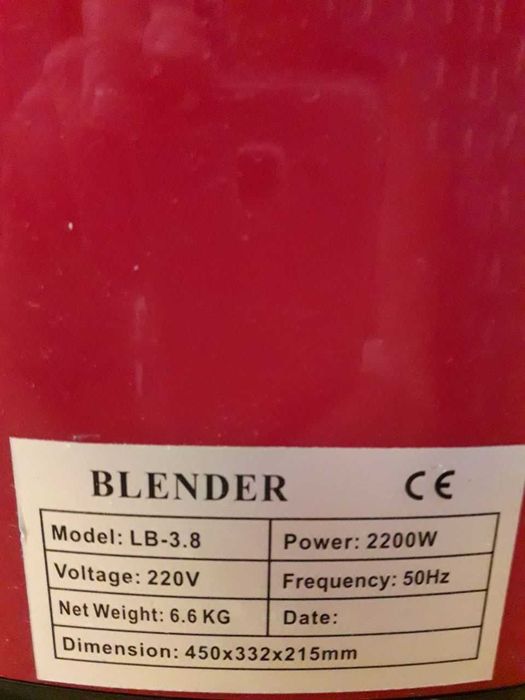 BLENDER CE
Model: LB-3.8 Power: 2200W
Voltage: 220V Frequency: 50Hz
Net Weight: 6.6 KG Date:
Dimension: 450x332x215mm